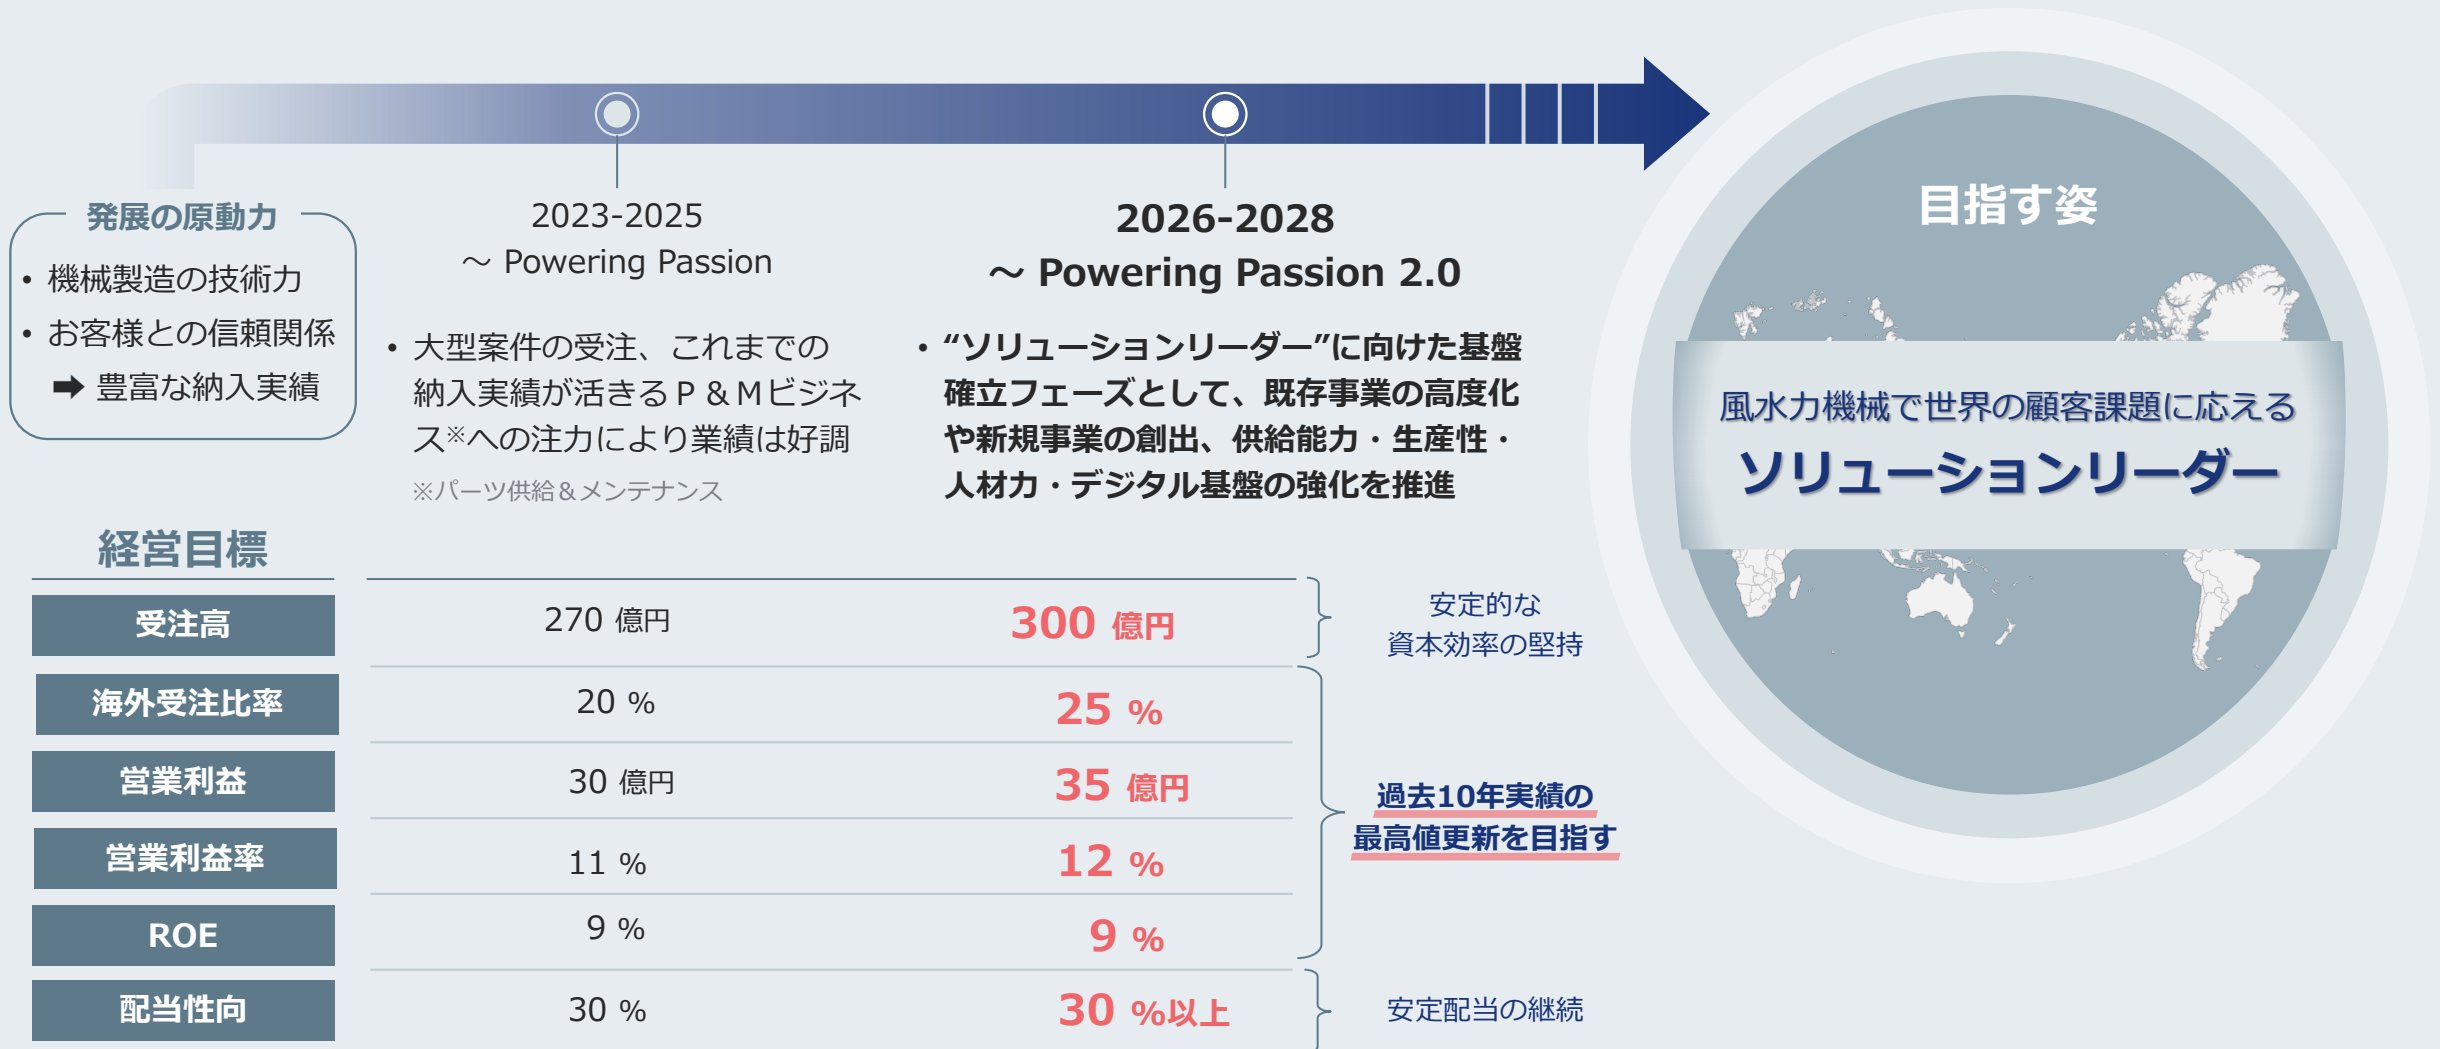 発展の原動力
• 機械製造の技術力
• お客様との信頼関係
➡ 豊富な納入実績
2023-2025
～ Powering Passion
• 大型案件の受注、これまでの
納入実績が活きるＰ＆Ｍビジネ
ス※への注力により業績は好調
※パーツ供給＆メンテナンス
2026-2028
～ Powering Passion 2.0
• “ソリューションリーダー”に向けた基盤
確立フェーズとして、既存事業の高度化
や新規事業の創出、供給能力・生産性・
人材力・デジタル基盤の強化を推進
目指す姿
風水力機械で世界の顧客課題に応える
ソリューションリーダー
経営目標
受注高 270 億円 300 億円
安定的な
資本効率の堅持
海外受注比率 20 % 25 %
営業利益 30 億円 35 億円
営業利益率 11 % 12 %
ROE 9 % 9 %
過去10年実績の
最高値更新を目指す
配当性向 30 % 30 %以上
安定配当の継続